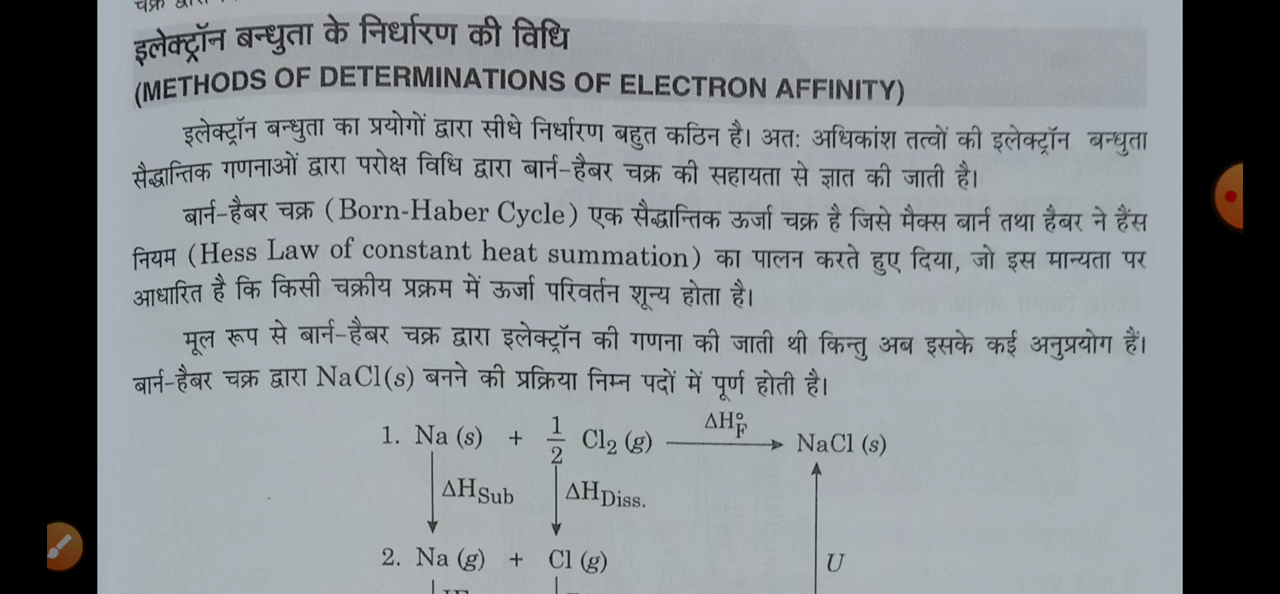 इलेक्ट्रॉन बन्धुता के निर्धारण की विधि
(METHODS OF DETERMINATIONS OF ELECTRON AFFINITY)
इलेक्ट्रॉन बन्धुता का प्रयोगों द्वारा सीधे निर्धारण बहुत कठिन है। अतः अधिकांश तत्वों की इलेक्ट्रॉन बन्धुता
सैद्धान्तिक गणनाओं द्वारा परोक्ष विधि द्वारा बार्न-हैबर चक्र की सहायता से ज्ञात की जाती है।
बार्न-हैबर चक्र (Born-Haber Cycle) एक सैद्धान्तिक ऊर्जा चक्र है जिसे मैक्स बार्न तथा हैबर ने हैंस
नियम (Hess Law of constant heat summation) का पालन करते हुए दिया, जो इस मान्यता पर
आधारित है कि किसी चक्रीय प्रक्रम में ऊर्जा परिवर्तन शून्य होता है।
मूल रूप से बार्न-हैबर चक्र द्वारा इलेक्ट्रॉन की गणना की जाती थी किन्तु अब इसके कई अनुप्रयोग हैं।
बार्न-हैबर चक्र द्वारा NaCl(s) बनने की प्रक्रिया निम्न पदों में पूर्ण होती है।
1. Na (s) + 1/2 Cl₂ (g) ΔH°F NaCl (s)
ΔHSub ΔHDiss.
2. Na (g) + Cl (g) U